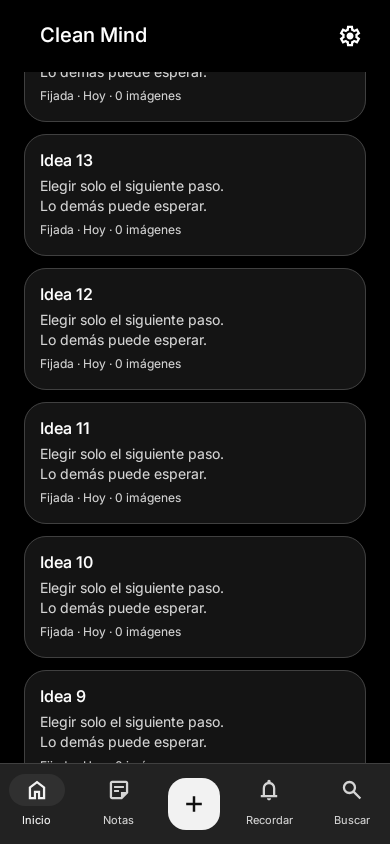 Clean Mind
Lo demás puede esperar.
Fijada · Hoy · 0 imágenes
Idea 13
Elegir solo el siguiente paso.
Lo demás puede esperar.
Fijada · Hoy · 0 imágenes
Idea 12
Elegir solo el siguiente paso.
Lo demás puede esperar.
Fijada · Hoy · 0 imágenes
Idea 11
Elegir solo el siguiente paso.
Lo demás puede esperar.
Fijada · Hoy · 0 imágenes
Idea 10
Elegir solo el siguiente paso.
Lo demás puede esperar.
Fijada · Hoy · 0 imágenes
Idea 9
Elegir solo el siguiente paso.
Lo demás puede esperar.
Inicio
Notas
Recordar
Buscar